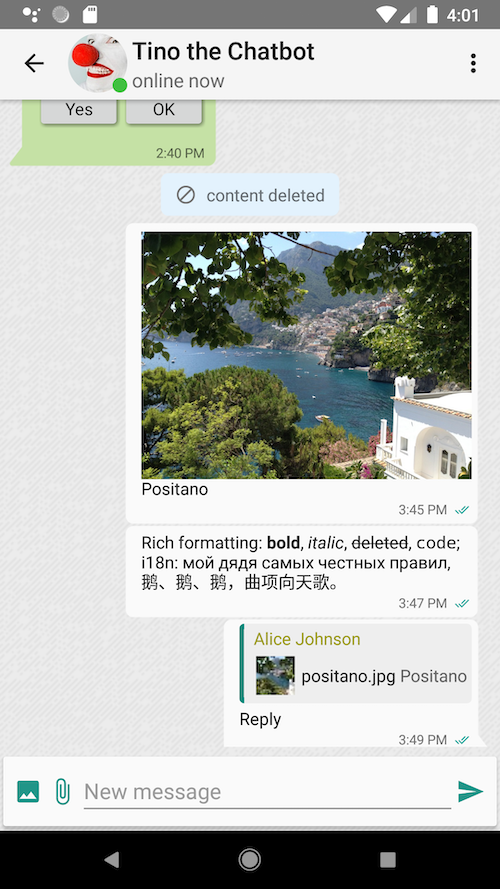 4:01
Tino the Chatbot
online now
Yes OK
2:40 PM
content deleted
Positano
3:45 PM
Rich formatting: bold, italic, deleted, code;
i18n: мой дядя самых честных правил,
鹅、鹅、鹅，曲项向天歌。
3:47 PM
Alice Johnson
positano.jpg Positano
Reply
3:49 PM
New message